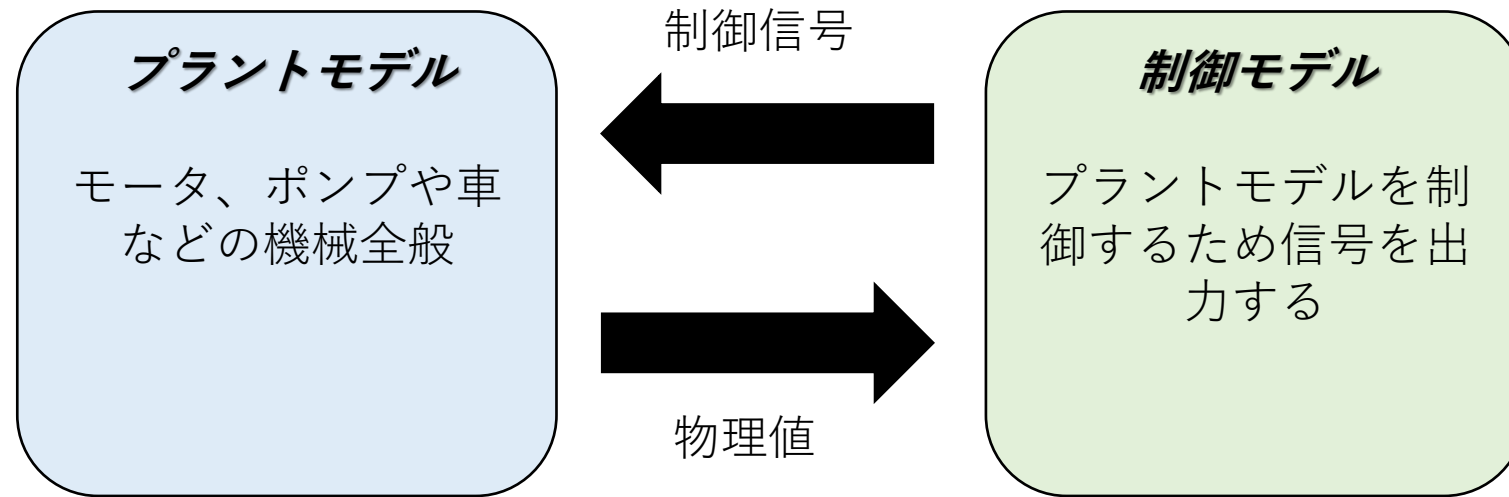 プラントモデル
モータ、ポンプや車
などの機械全般
制御信号
物理値
制御モデル
プラントモデルを制
御するため信号を出
力する